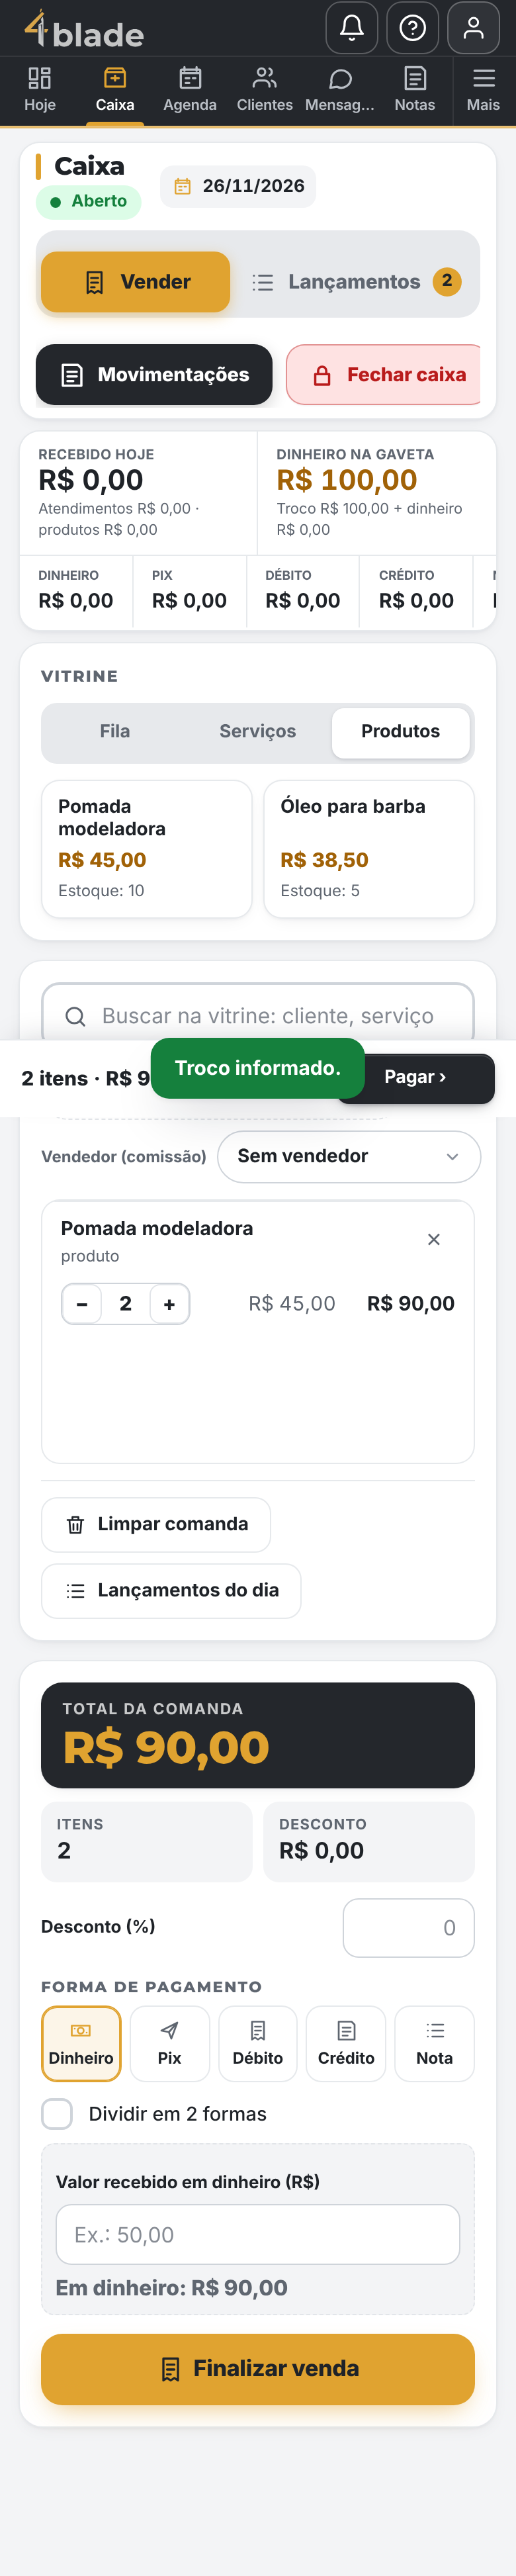 4blade
Hoje
Caixa
Agenda
Clientes
Mensag...
Notas
Mais
Caixa
Aberto
26/11/2026
Vender
Lançamentos
2
Movimentações
Fechar caixa
RECEBIDO HOJE
R$ 0,00
Atendimentos R$ 0,00 ·
produtos R$ 0,00
DINHEIRO NA GAVETA
R$ 100,00
Troco R$ 100,00 + dinheiro
R$ 0,00
DINHEIRO
R$ 0,00
PIX
R$ 0,00
DÉBITO
R$ 0,00
CRÉDITO
R$ 0,00
VITRINE
Fila
Serviços
Produtos
Pomada
modeladora
R$ 45,00
Estoque: 10
Óleo para barba
R$ 38,50
Estoque: 5
Buscar na vitrine: cliente, serviço
2 itens · R$ 9
Troco informado.
Pagar ›
Vendedor (comissão)
Sem vendedor
Pomada modeladora
×
produto
− 2 +
R$ 45,00
R$ 90,00
Limpar comanda
Lançamentos do dia
TOTAL DA COMANDA
R$ 90,00
ITENS
2
DESCONTO
R$ 0,00
Desconto (%)
0
FORMA DE PAGAMENTO
Dinheiro
Pix
Débito
Crédito
Nota
Dividir em 2 formas
Valor recebido em dinheiro (R$)
Ex.: 50,00
Em dinheiro: R$ 90,00
Finalizar venda